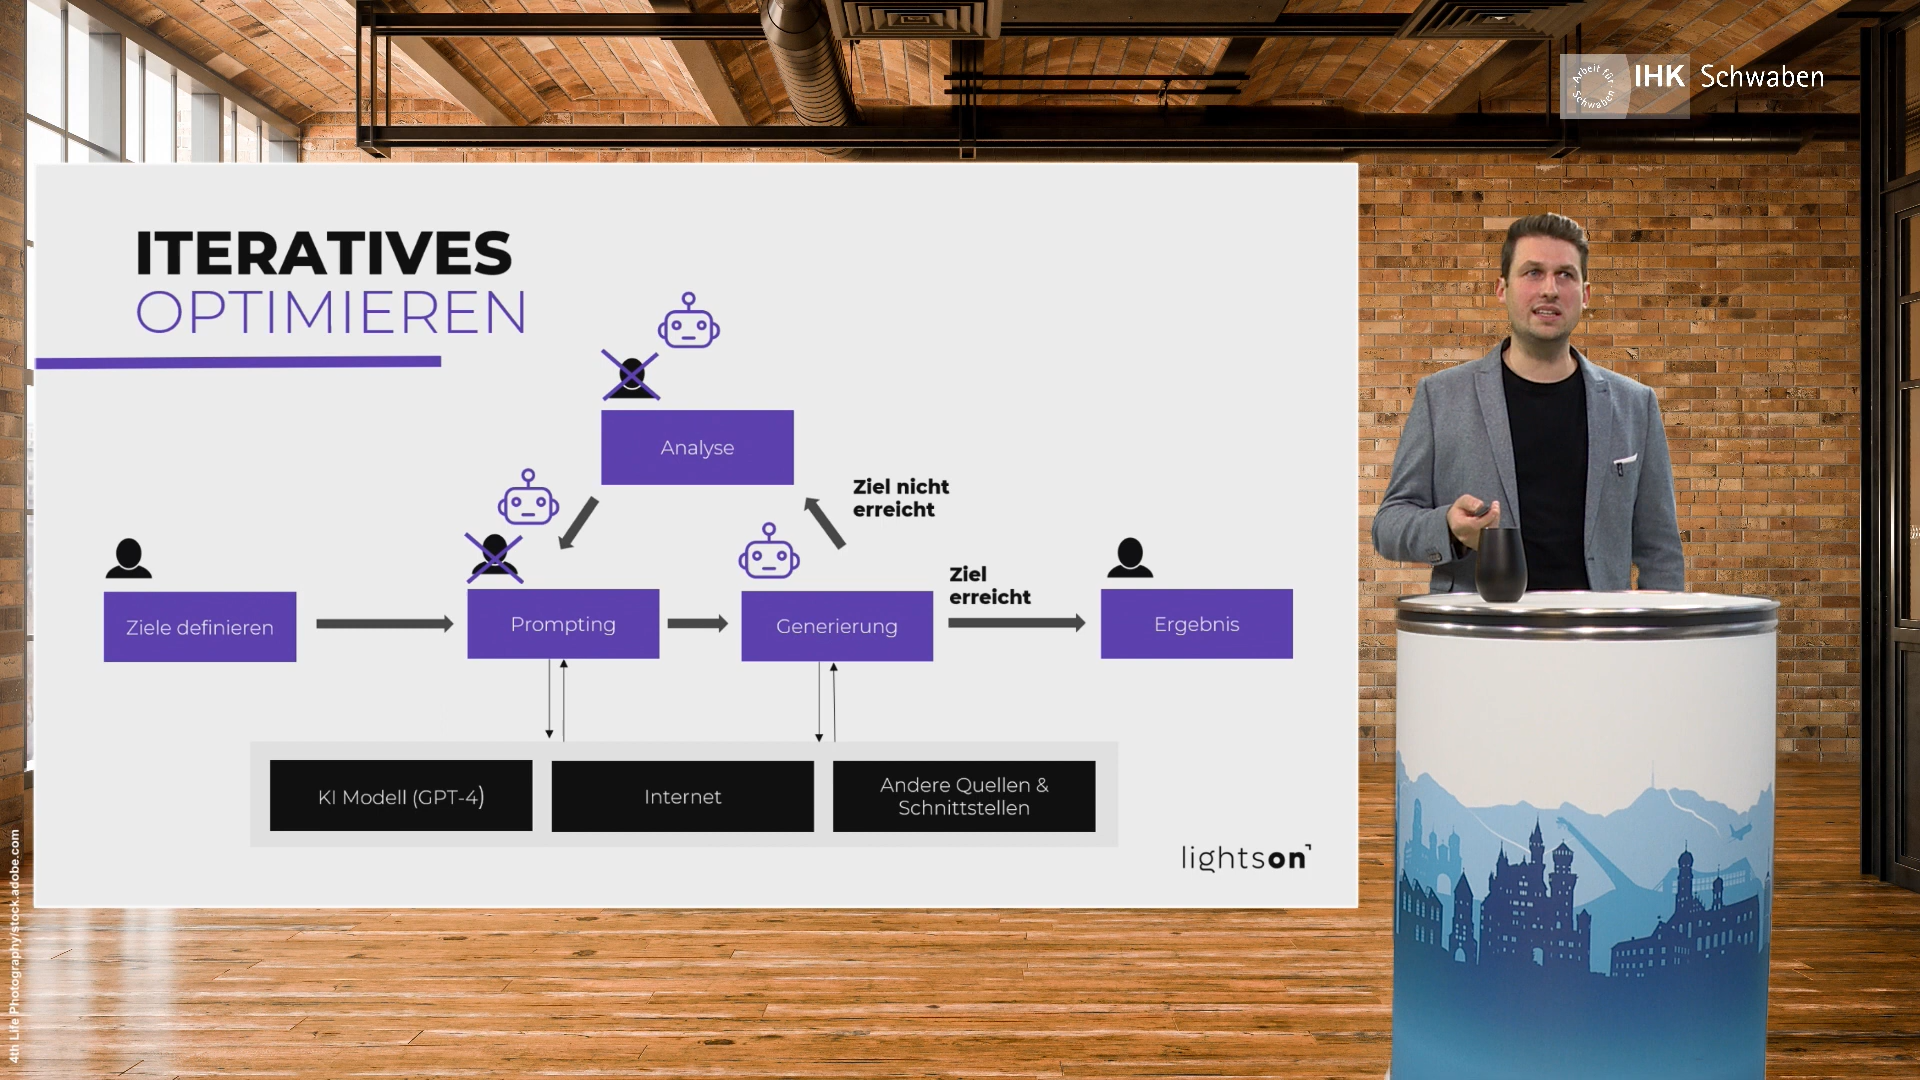 Arbeit für
Schwaben
IHK Schwaben
ITERATIVES
OPTIMIEREN
Analyse
Ziel nicht
erreicht
Ziel
erreicht
Ziele definieren
Prompting
Generierung
Ergebnis
KI Modell (GPT-4)
Internet
Andere Quellen &
Schnittstellen
lightson
4th Life Photography/stock.adobe.com